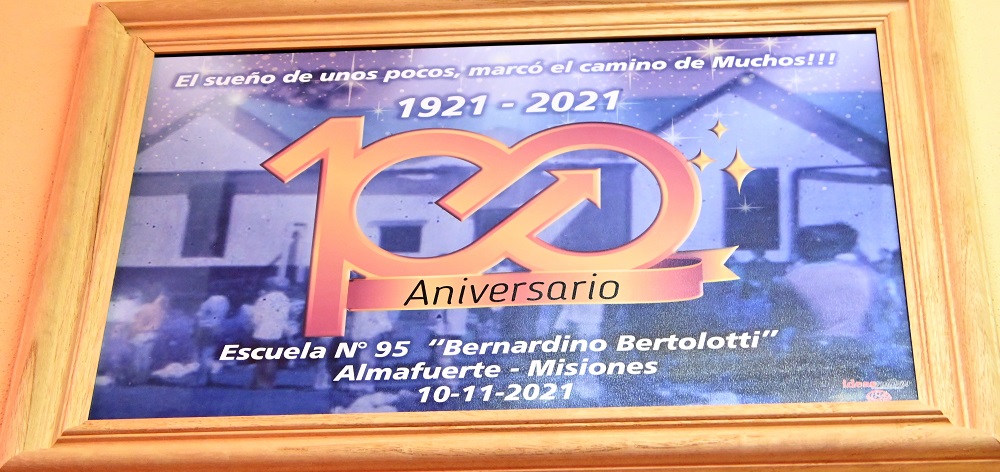 El sueño de unos pocos, marcó el camino de Muchos!!!
1921 - 2021
100
Aniversario
Escuela N° 95 "Bernardino Bertolotti"
Almafuerte - Misiones
10-11-2021